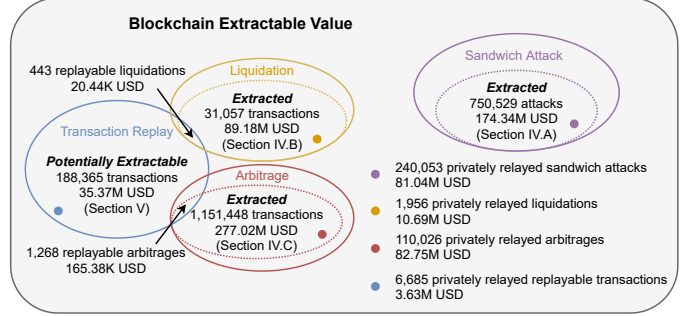 Blockchain Extractable Value
443 replayable liquidations
20.44K USD
Liquidation
Extracted
31,057 transactions
89.18M USD
(Section IV.B)
Sandwich Attack
Extracted
750,529 attacks
174.34M USD
(Section IV.A)
Transaction Replay
Potentially Extractable
188,365 transactions
35.37M USD
(Section V)
Arbitrage
Extracted
1,151,448 transactions
277.02M USD
(Section IV.C)
1,268 replayable arbitrages
165.38K USD
240,053 privately relayed sandwich attacks
81.04M USD
1,956 privately relayed liquidations
10.69M USD
110,026 privately relayed arbitrages
82.75M USD
6,685 privately relayed replayable transactions
3.63M USD